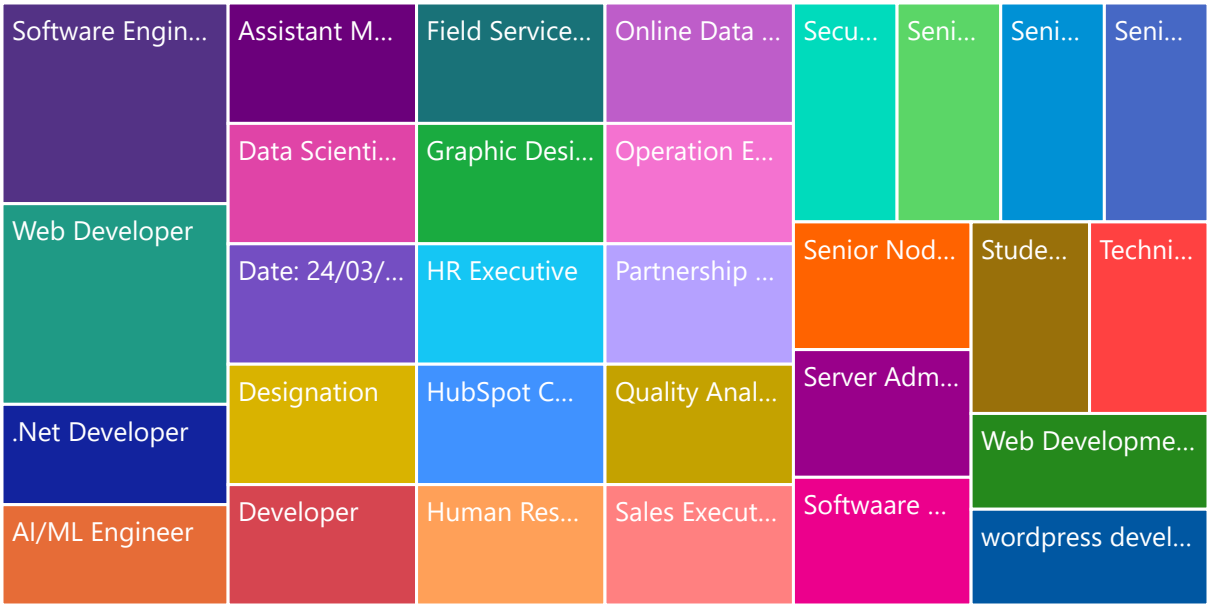 Software Engin...
Web Developer
.Net Developer
AI/ML Engineer
Assistant M...
Data Scienti...
Date: 24/03/...
Designation
Developer
Field Service...
Graphic Desi...
HR Executive
HubSpot C...
Human Res...
Online Data ...
Operation E...
Partnership ...
Quality Anal...
Sales Execut...
Secu...
Seni...
Seni...
Seni...
Senior Nod...
Server Adm...
Softwaare ...
Stude...
Techni...
Web Developme...
wordpress devel...